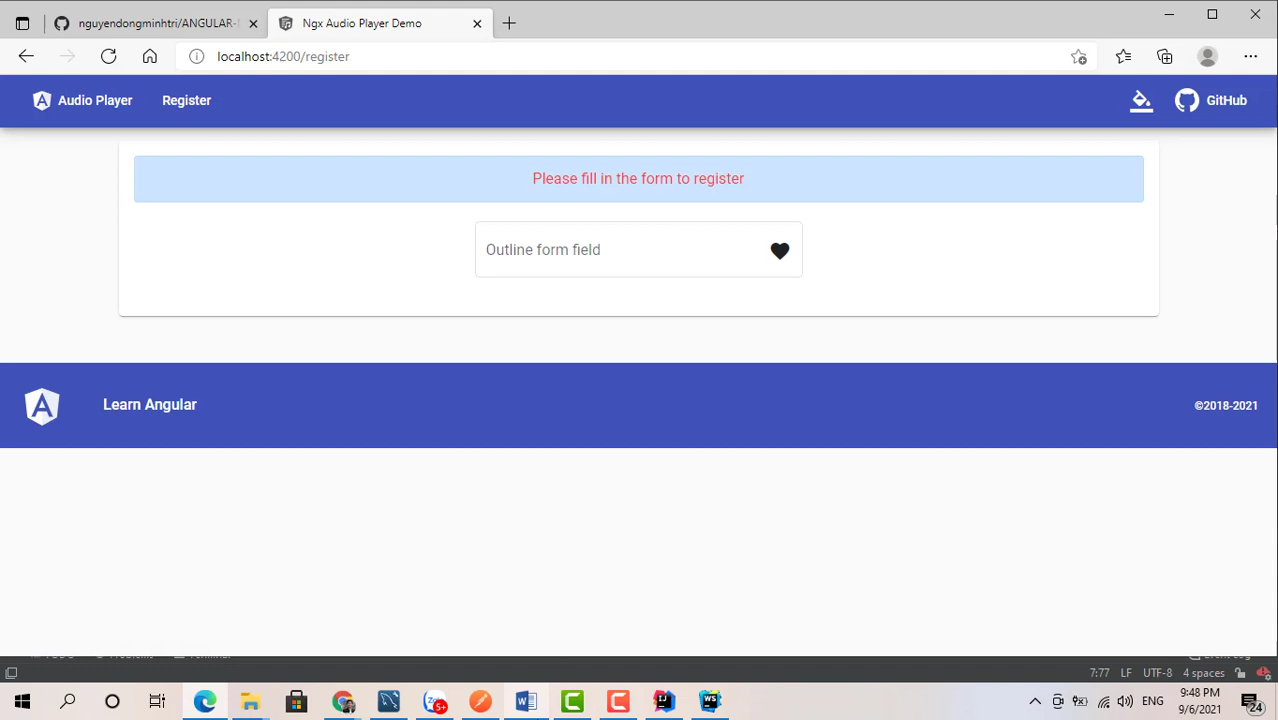 nguyendongminhtri/ANGULAR-
Ngx Audio Player Demo
localhost:4200/register
Audio Player
Register
GitHub
Please fill in the form to register
Outline form field
Learn Angular
©2018-2021
7:77
LF
UTF-8
4 spaces
5+
ENG
9:48 PM
9/6/2021
24